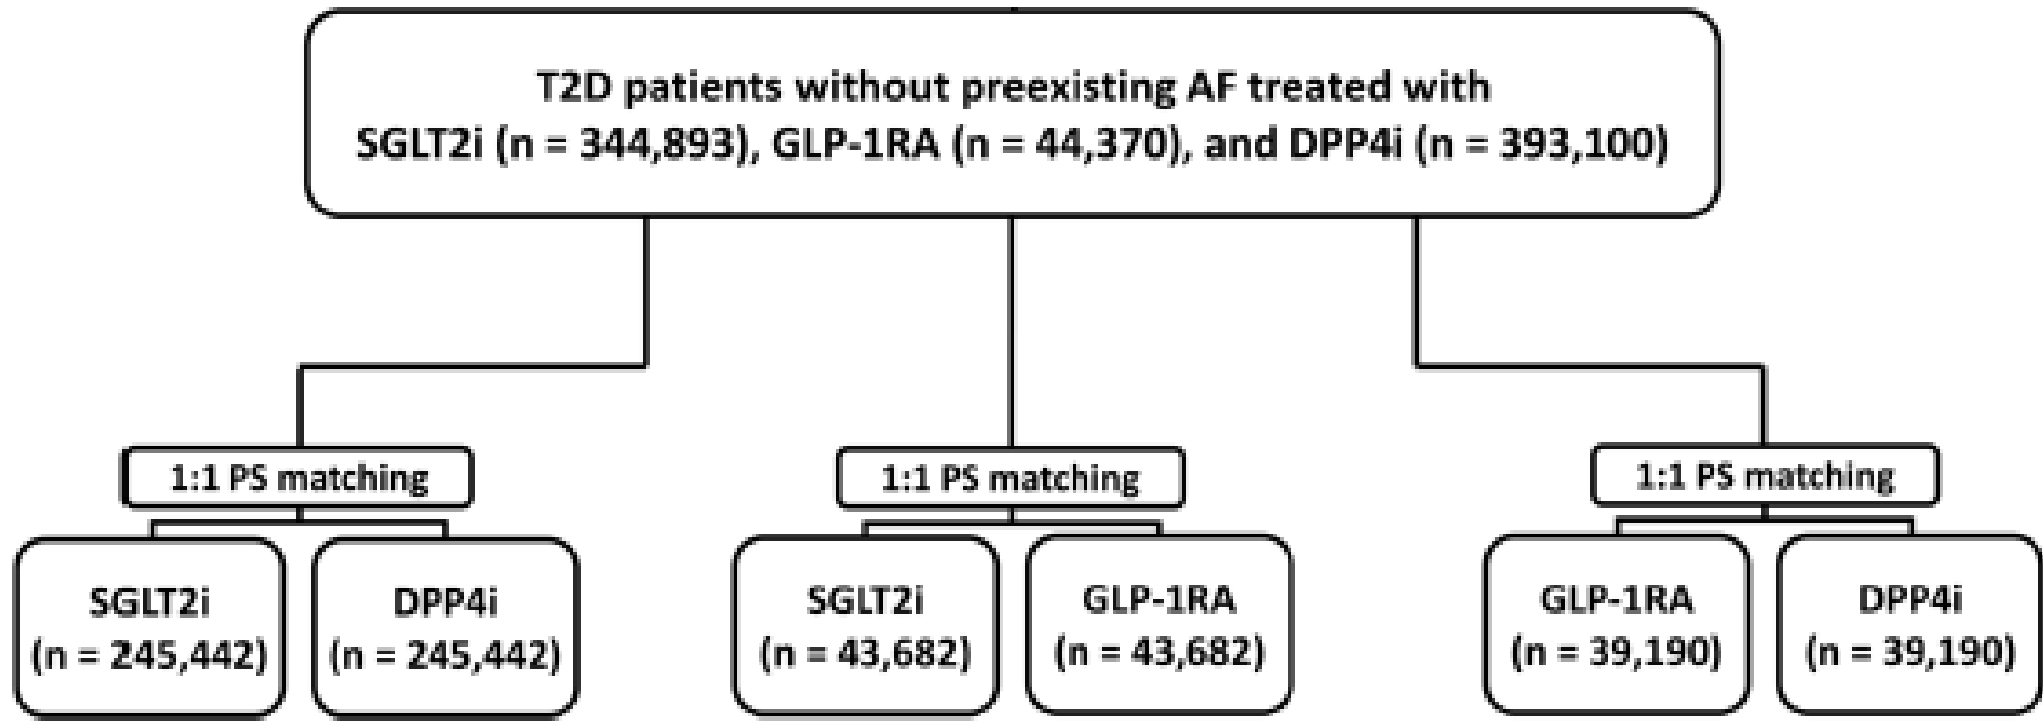 T2D patients without preexisting AF treated with
SGLT2i (n = 344,893), GLP-1RA (n = 44,370), and DPP4i (n = 393,100)
1:1 PS matching
SGLT2i
(n = 245,442)
DPP4i
(n = 245,442)
1:1 PS matching
SGLT2i
(n = 43,682)
GLP-1RA
(n = 43,682)
1:1 PS matching
GLP-1RA
(n = 39,190)
DPP4i
(n = 39,190)